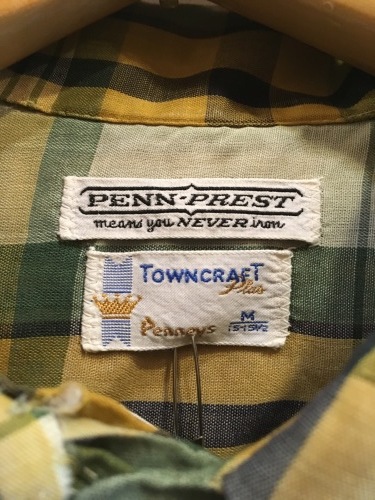 PENN-PREST
means you NEVER iron
TOWNCRAFT
Plus
Penneys
M
15-15½